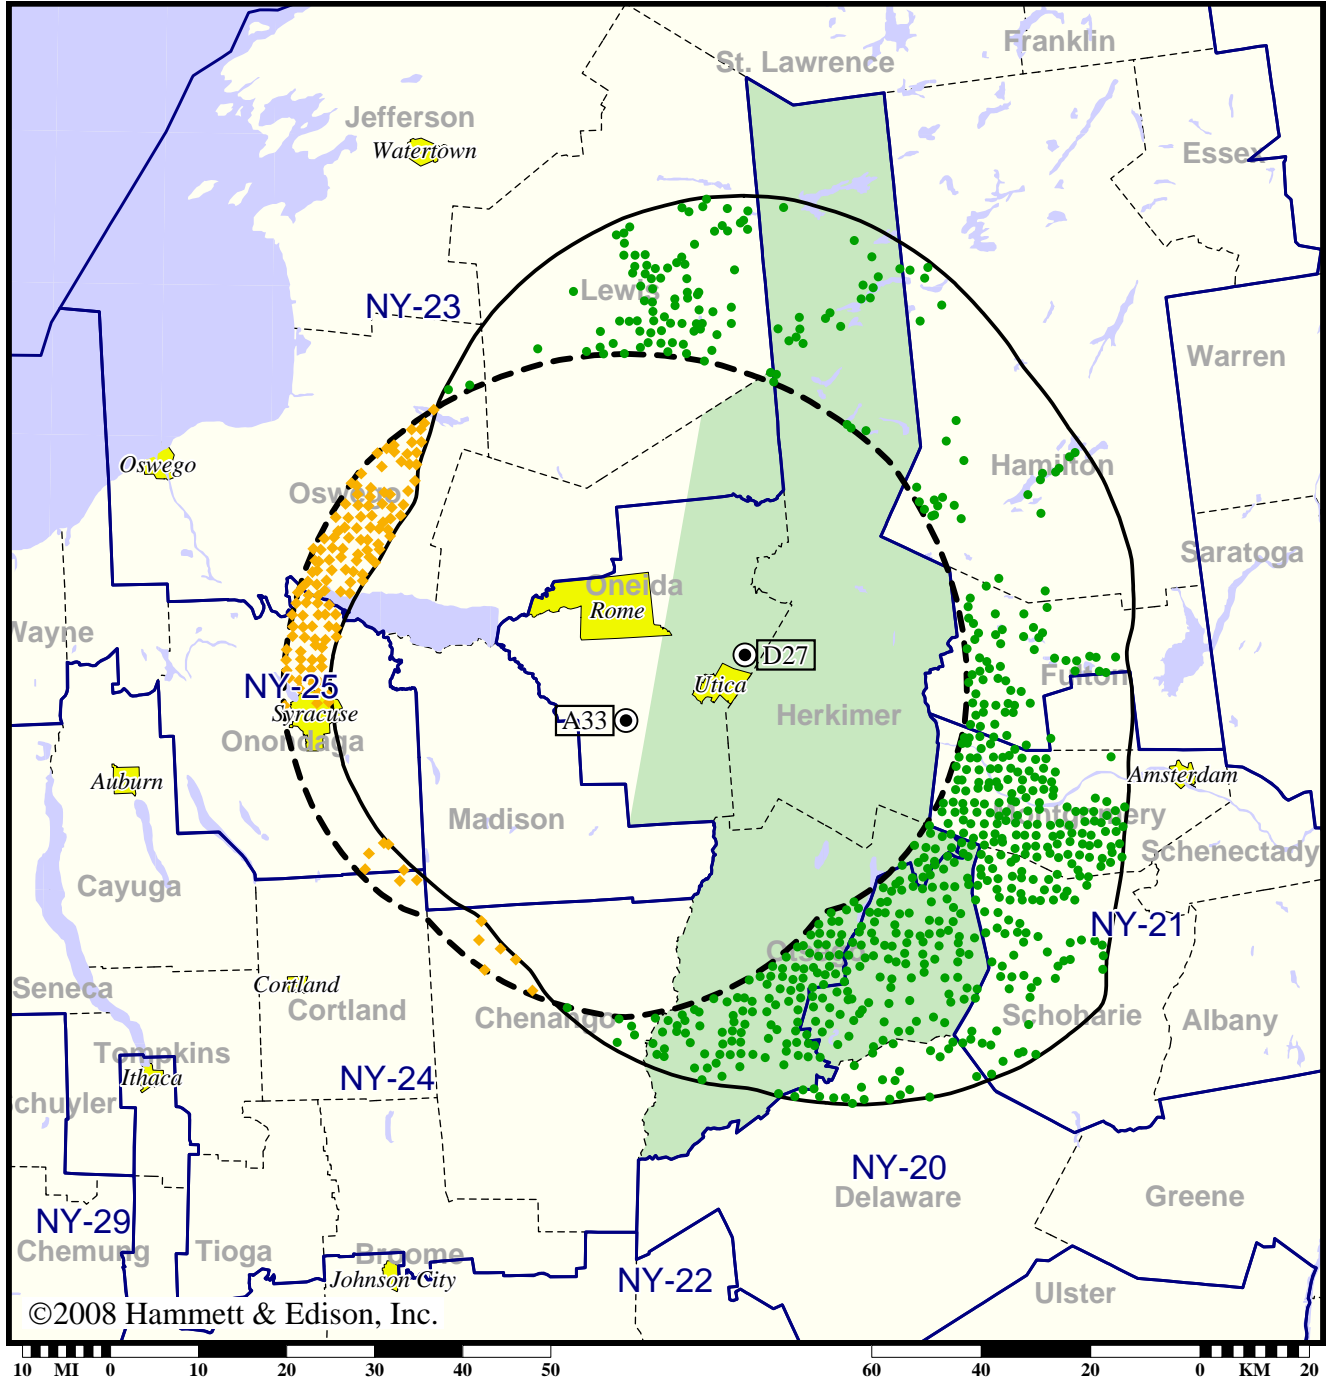 Franklin
St. Lawrence
Jefferson
Watertown
Essex
Lewis
NY-23
Warren
Oswego
Hamilton
Oswego
Saratoga
Oneida
Rome
Wayne
D27
Fulton
NY-25
Utica
Syracuse
A33
Herkimer
Onondaga
Auburn
Amsterdam
Madison
Montgomery
Schenectady
Cayuga
NY-21
Otsego
Seneca
Cortland
Cortland
Chenango
Schoharie
Albany
Tompkins
Ithaca
NY-24
chuyler
NY-20
Delaware
Greene
NY-29
Chemung
Tioga
Broome
Johnson City
NY-22
Ulster
©2008 Hammett & Edison, Inc.
10 MI 0 10 20 30 40 50 60 40 20 0 KM 20